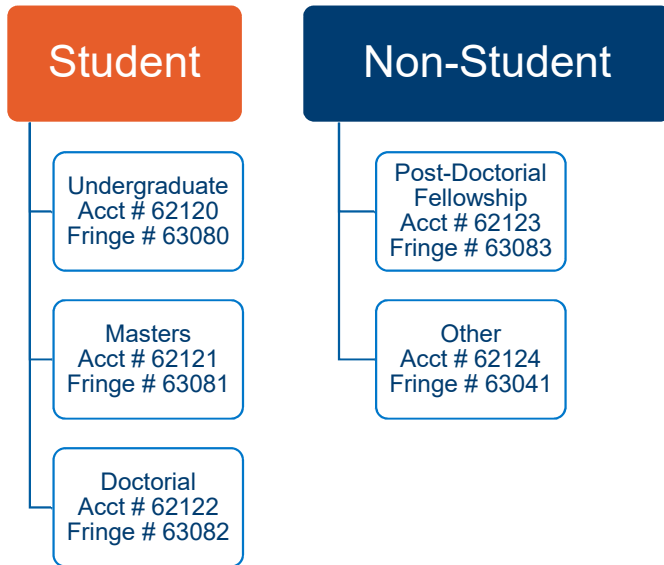 Student
Undergraduate
Acct # 62120
Fringe # 63080
Masters
Acct # 62121
Fringe # 63081
Doctorial
Acct # 62122
Fringe # 63082
Non-Student
Post-Doctorial
Fellowship
Acct # 62123
Fringe # 63083
Other
Acct # 62124
Fringe # 63041